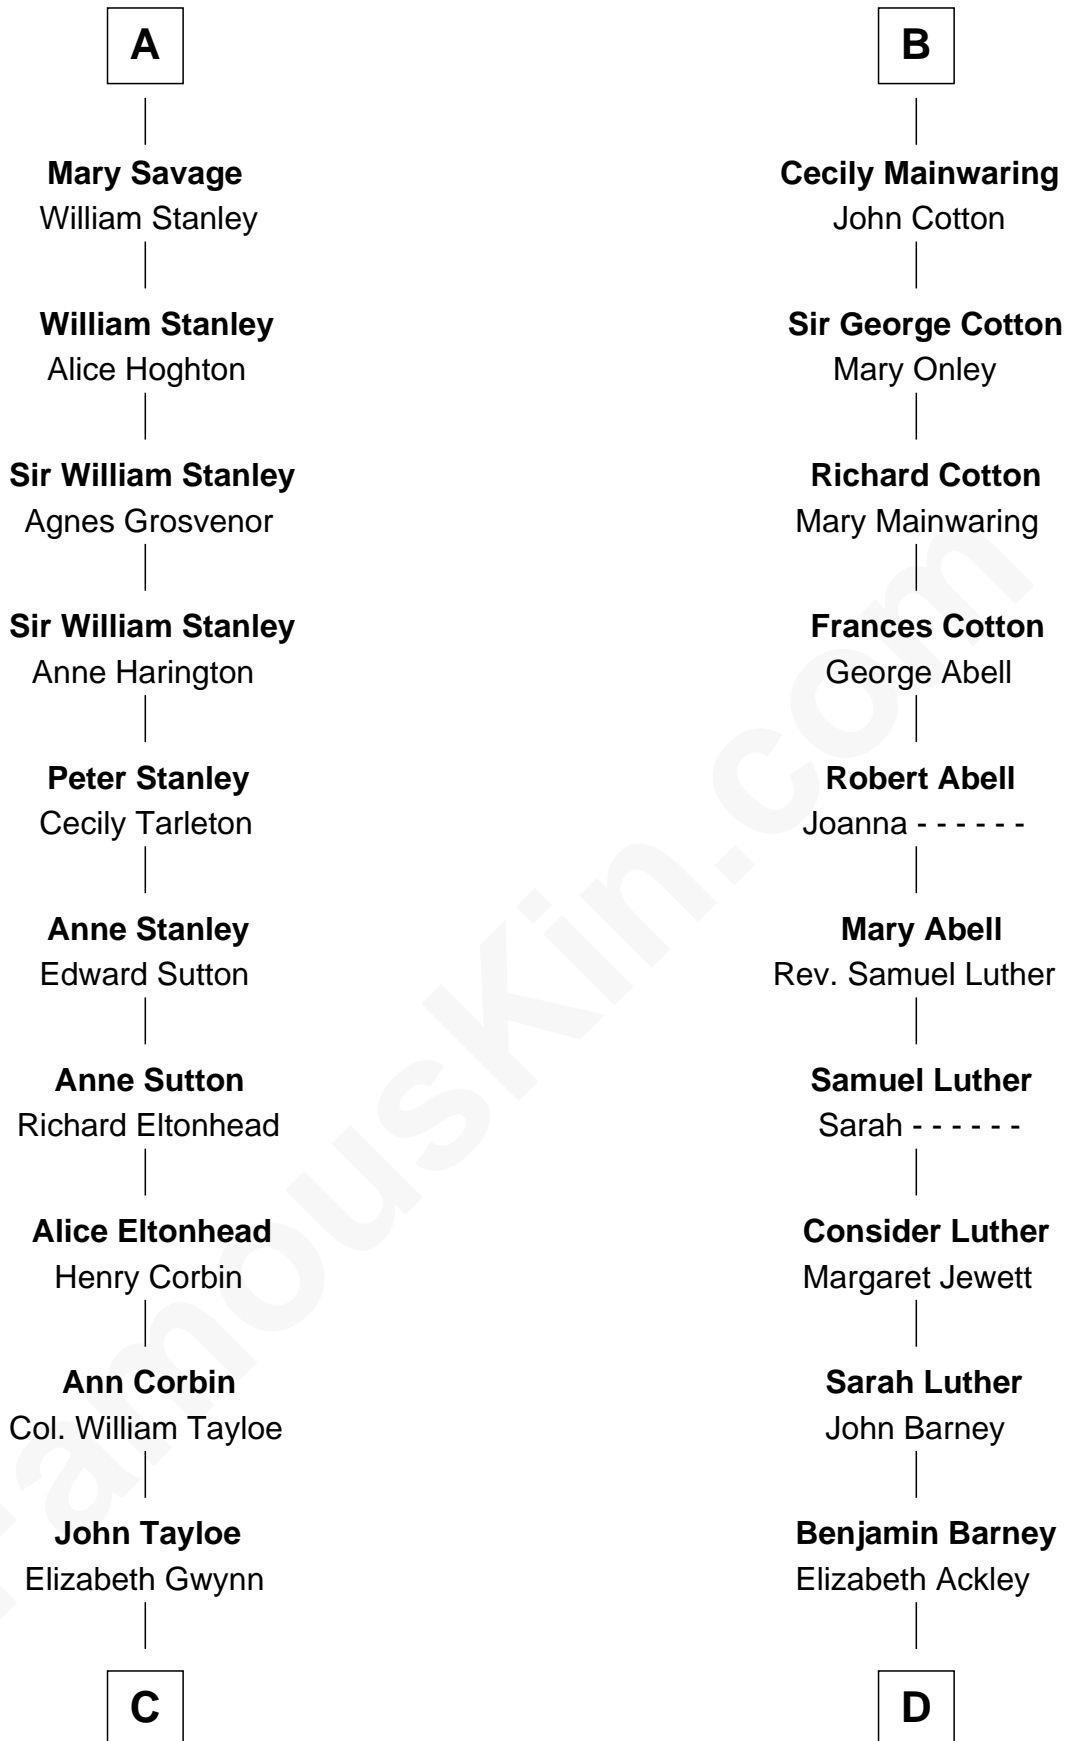 A
Mary Savage
William Stanley
William Stanley
Alice Hoghton
Sir William Stanley
Agnes Grosvenor
Sir William Stanley
Anne Harington
Peter Stanley
Cecily Tarleton
Anne Stanley
Edward Sutton
Anne Sutton
Richard Eltonhead
Alice Eltonhead
Henry Corbin
Ann Corbin
Col. William Tayloe
John Tayloe
Elizabeth Gwynn
C
B
Cecily Mainwaring
John Cotton
Sir George Cotton
Mary Onley
Richard Cotton
Mary Mainwaring
Frances Cotton
George Abell
Robert Abell
Joanna - - - - - -
Mary Abell
Rev. Samuel Luther
Samuel Luther
Sarah - - - - - -
Consider Luther
Margaret Jewett
Sarah Luther
John Barney
Benjamin Barney
Elizabeth Ackley
D
FamousKin.com